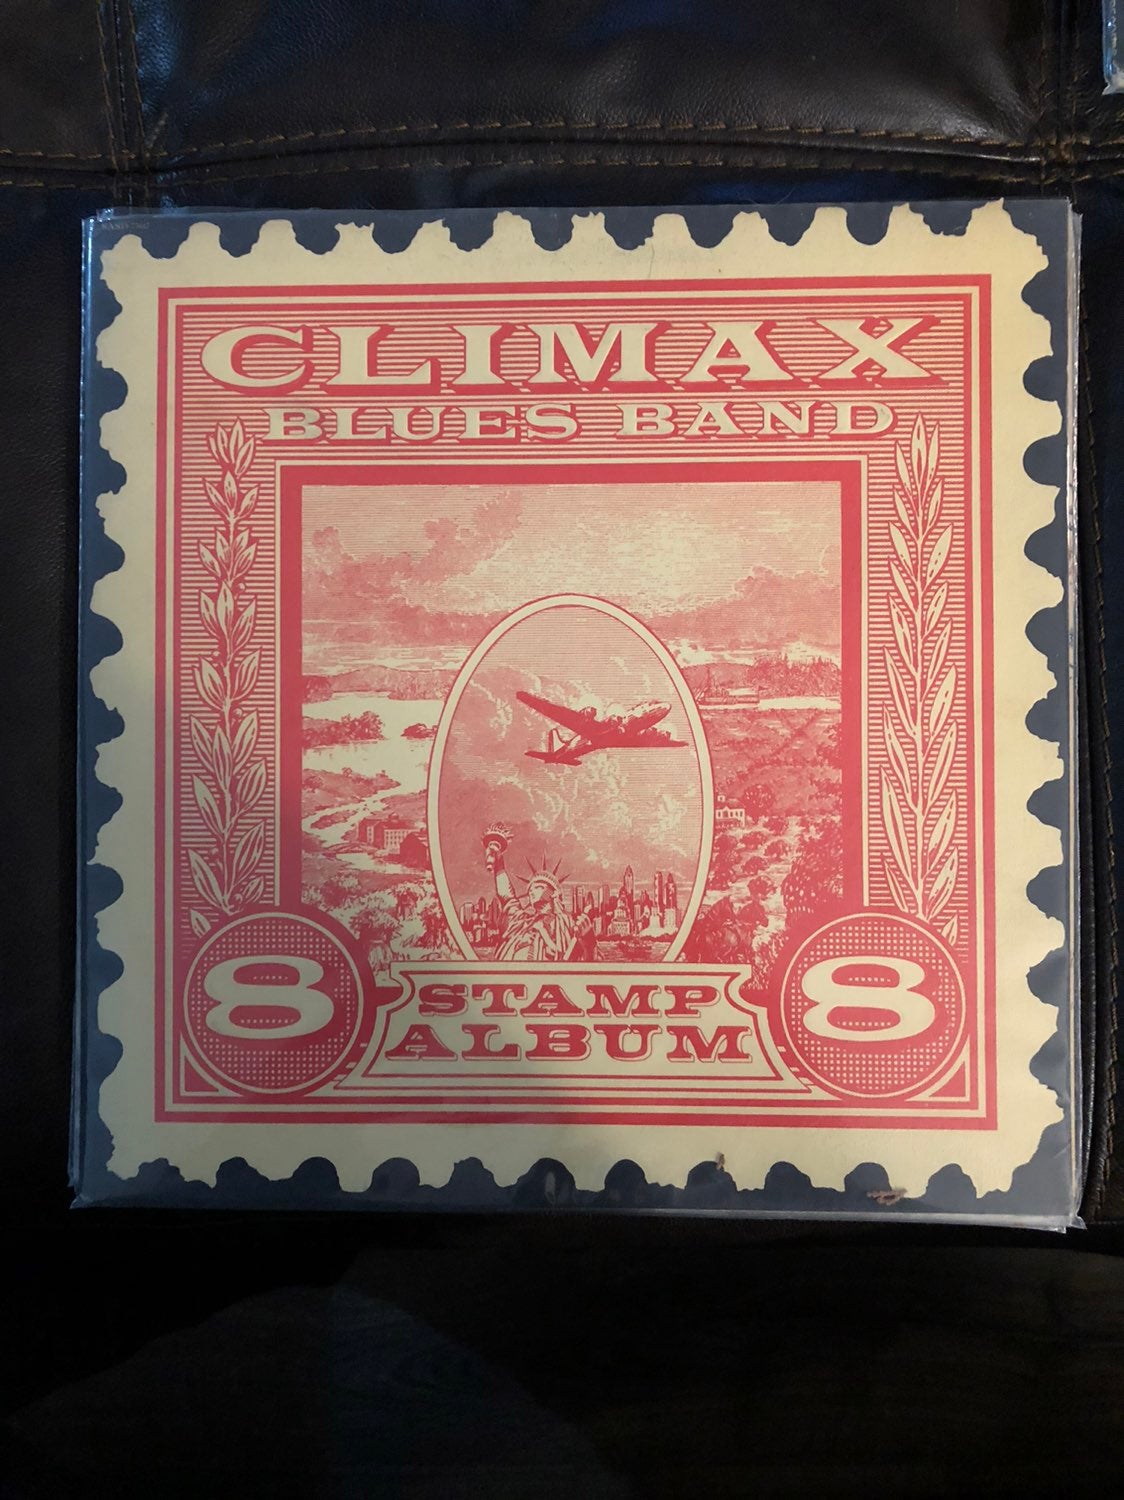 CLIMAX
BLUES BAND
8 STAMP 8
ALBUM